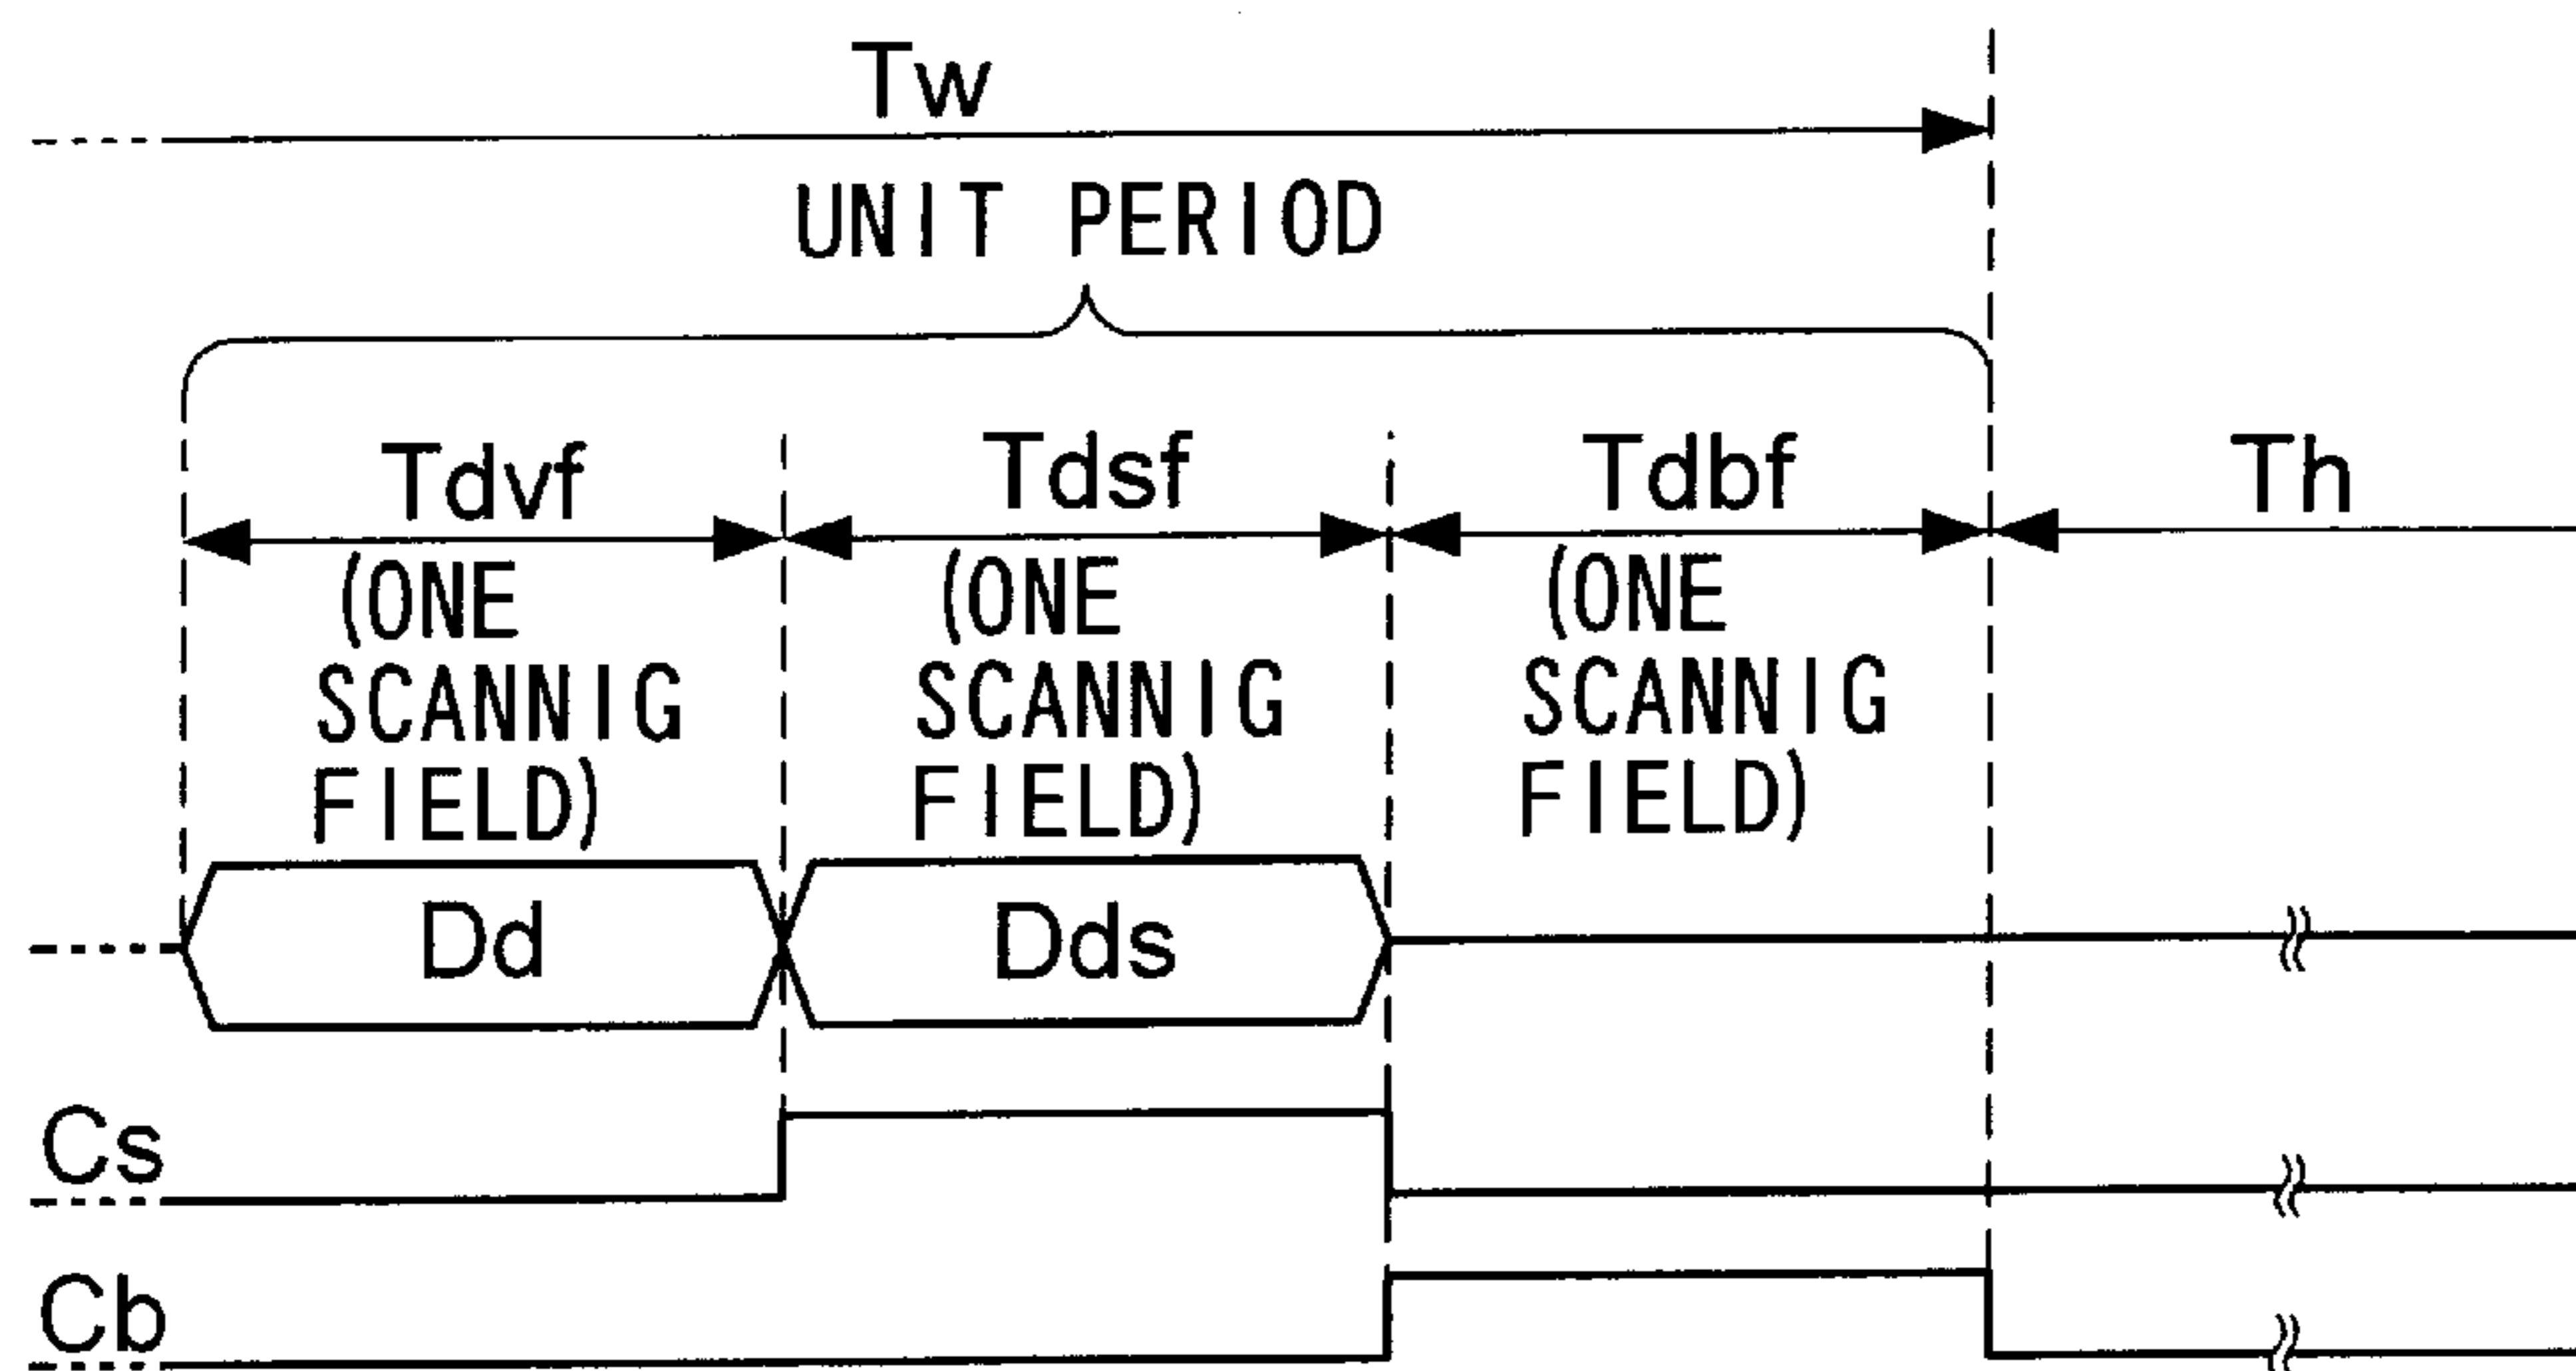 Tw
UNIT PERIOD
Tdvf
Tdsf
Tdbf
Th
(ONE
SCANNIG
FIELD)
(ONE
SCANNIG
FIELD)
(ONE
SCANNIG
FIELD)
Dd
Dds
Cs
Cb